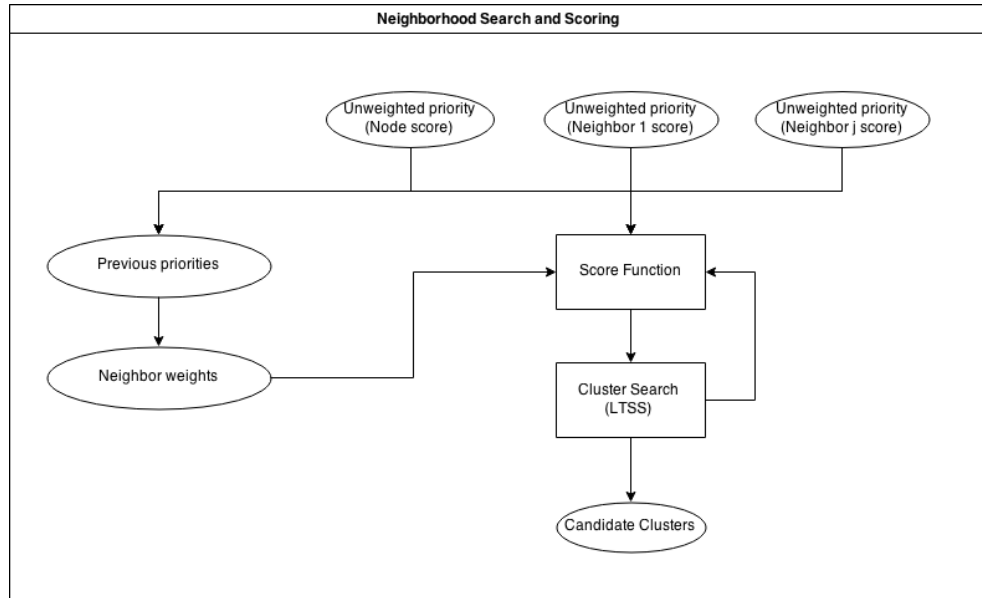 Neighborhood Search and Scoring
Unweighted priority
(Node score)
Unweighted priority
(Neighbor 1 score)
Unweighted priority
(Neighbor j score)
Previous priorities
Score Function
Neighbor weights
Cluster Search
(LTSS)
Candidate Clusters